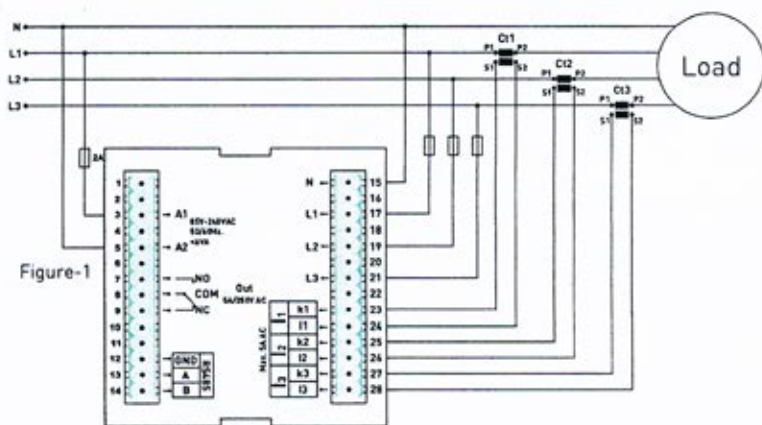 N
L1
L2
L3
Ct1
P1 P2
S1 S2
Ct2
P1 P2
S1 S2
Ct3
P1 P2
S1 S2
Load
2A
Figure-1
1
2
3 A1
4
5 A2
6
7 NO
8 COM
9 NC
10
11
12 GND
13 A
14 B
Out
5A/250V AC
N 15
16
L1 17
18
L2 19
20
L3 21
22
k1 23
l1 24
k2 25
l2 26
k3 27
l3 28
Max. 5A AC